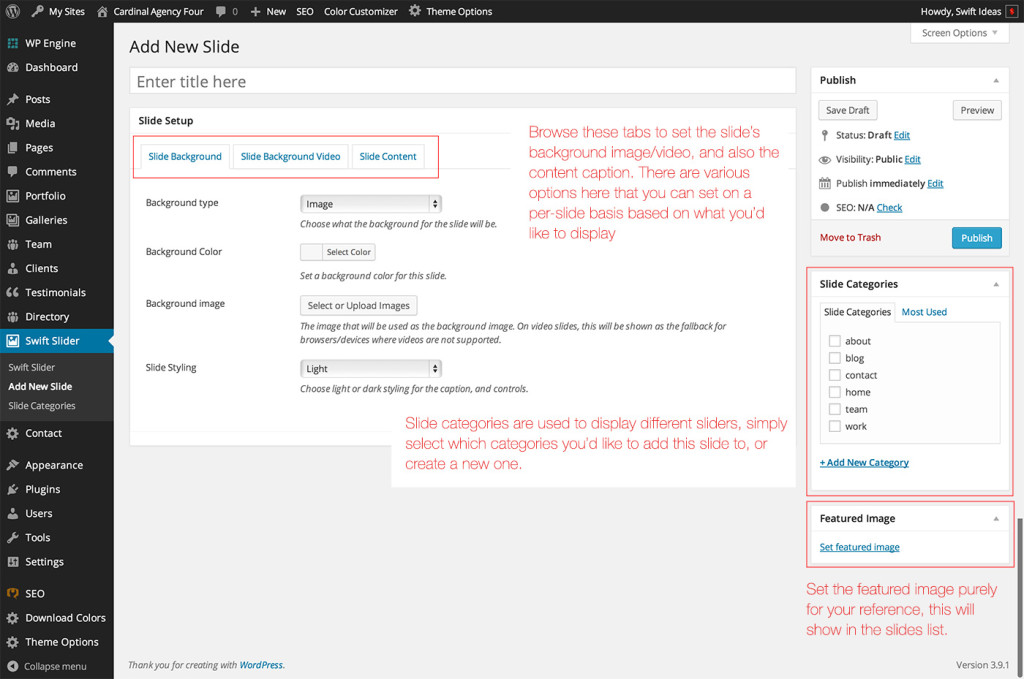 My Sites
Cardinal Agency Four
0
New
SEO
Color Customizer
Theme Options
Howdy, Swift Ideas
Screen Options
WP Engine
Dashboard
Posts
Media
Pages
Comments
Portfolio
Galleries
Team
Clients
Testimonials
Directory
Swift Slider
Swift Slider
Add New Slide
Slide Categories
Contact
Appearance
Plugins
Users
Tools
Settings
SEO
Download Colors
Theme Options
Collapse menu
Add New Slide
Enter title here
Slide Setup
Slide Background
Slide Background Video
Slide Content
Browse these tabs to set the slide's
background image/video, and also the
content caption. There are various
options here that you can set on a
per-slide basis based on what you'd
like to display
Background type
Image
Choose what the background for the slide will be.
Background Color
Select Color
Set a background color for this slide.
Background image
Select or Upload Images
The image that will be used as the background image. On video slides, this will be shown as the fallback for
browsers/devices where videos are not supported.
Slide Styling
Light
Choose light or dark styling for the caption, and controls.
Slide categories are used to display different sliders, simply
select which categories you'd like to add this slide to, or
create a new one.
Publish
Save Draft
Preview
Status: Draft Edit
Visibility: Public Edit
Publish immediately Edit
SEO: N/A Check
Move to Trash
Publish
Slide Categories
Slide Categories
Most Used
about
blog
contact
home
team
work
+ Add New Category
Featured Image
Set featured image
Set the featured image purely
for your reference, this will
show in the slides list.
Thank you for creating with WordPress.
Version 3.9.1